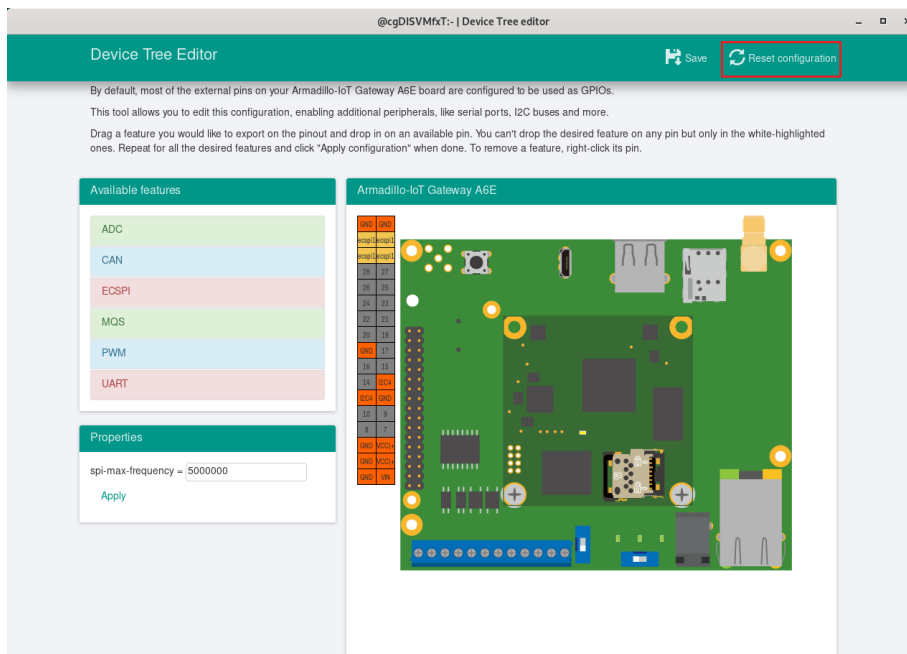 @cgDISVMfxT:~ | Device Tree editor
Device Tree Editor
Save
Reset configuration
By default, most of the external pins on your Armadillo-IoT Gateway A6E board are configured to be used as GPIOs.
This tool allows you to edit this configuration, enabling additional peripherals, like serial ports, I2C buses and more.
Drag a feature you would like to export on the pinout and drop in on an available pin. You can't drop the desired feature on any pin but only in the white-highlighted
ones. Repeat for all the desired features and click "Apply configuration" when done. To remove a feature, right-click its pin.
Available features
ADC
CAN
ECSPI
MQS
PWM
UART
Properties
spi-max-frequency = 5000000
Apply
Armadillo-IoT Gateway A6E
GND GND
ecspi1 ecspi1
ecspi1 ecspi1
28 27
26 25
24 23
22 21
20 19
GND 17
16 15
14 I2C4
I2C4 GND
10 9
8 7
GND VCC(+
GND VCC(+
GND VIN